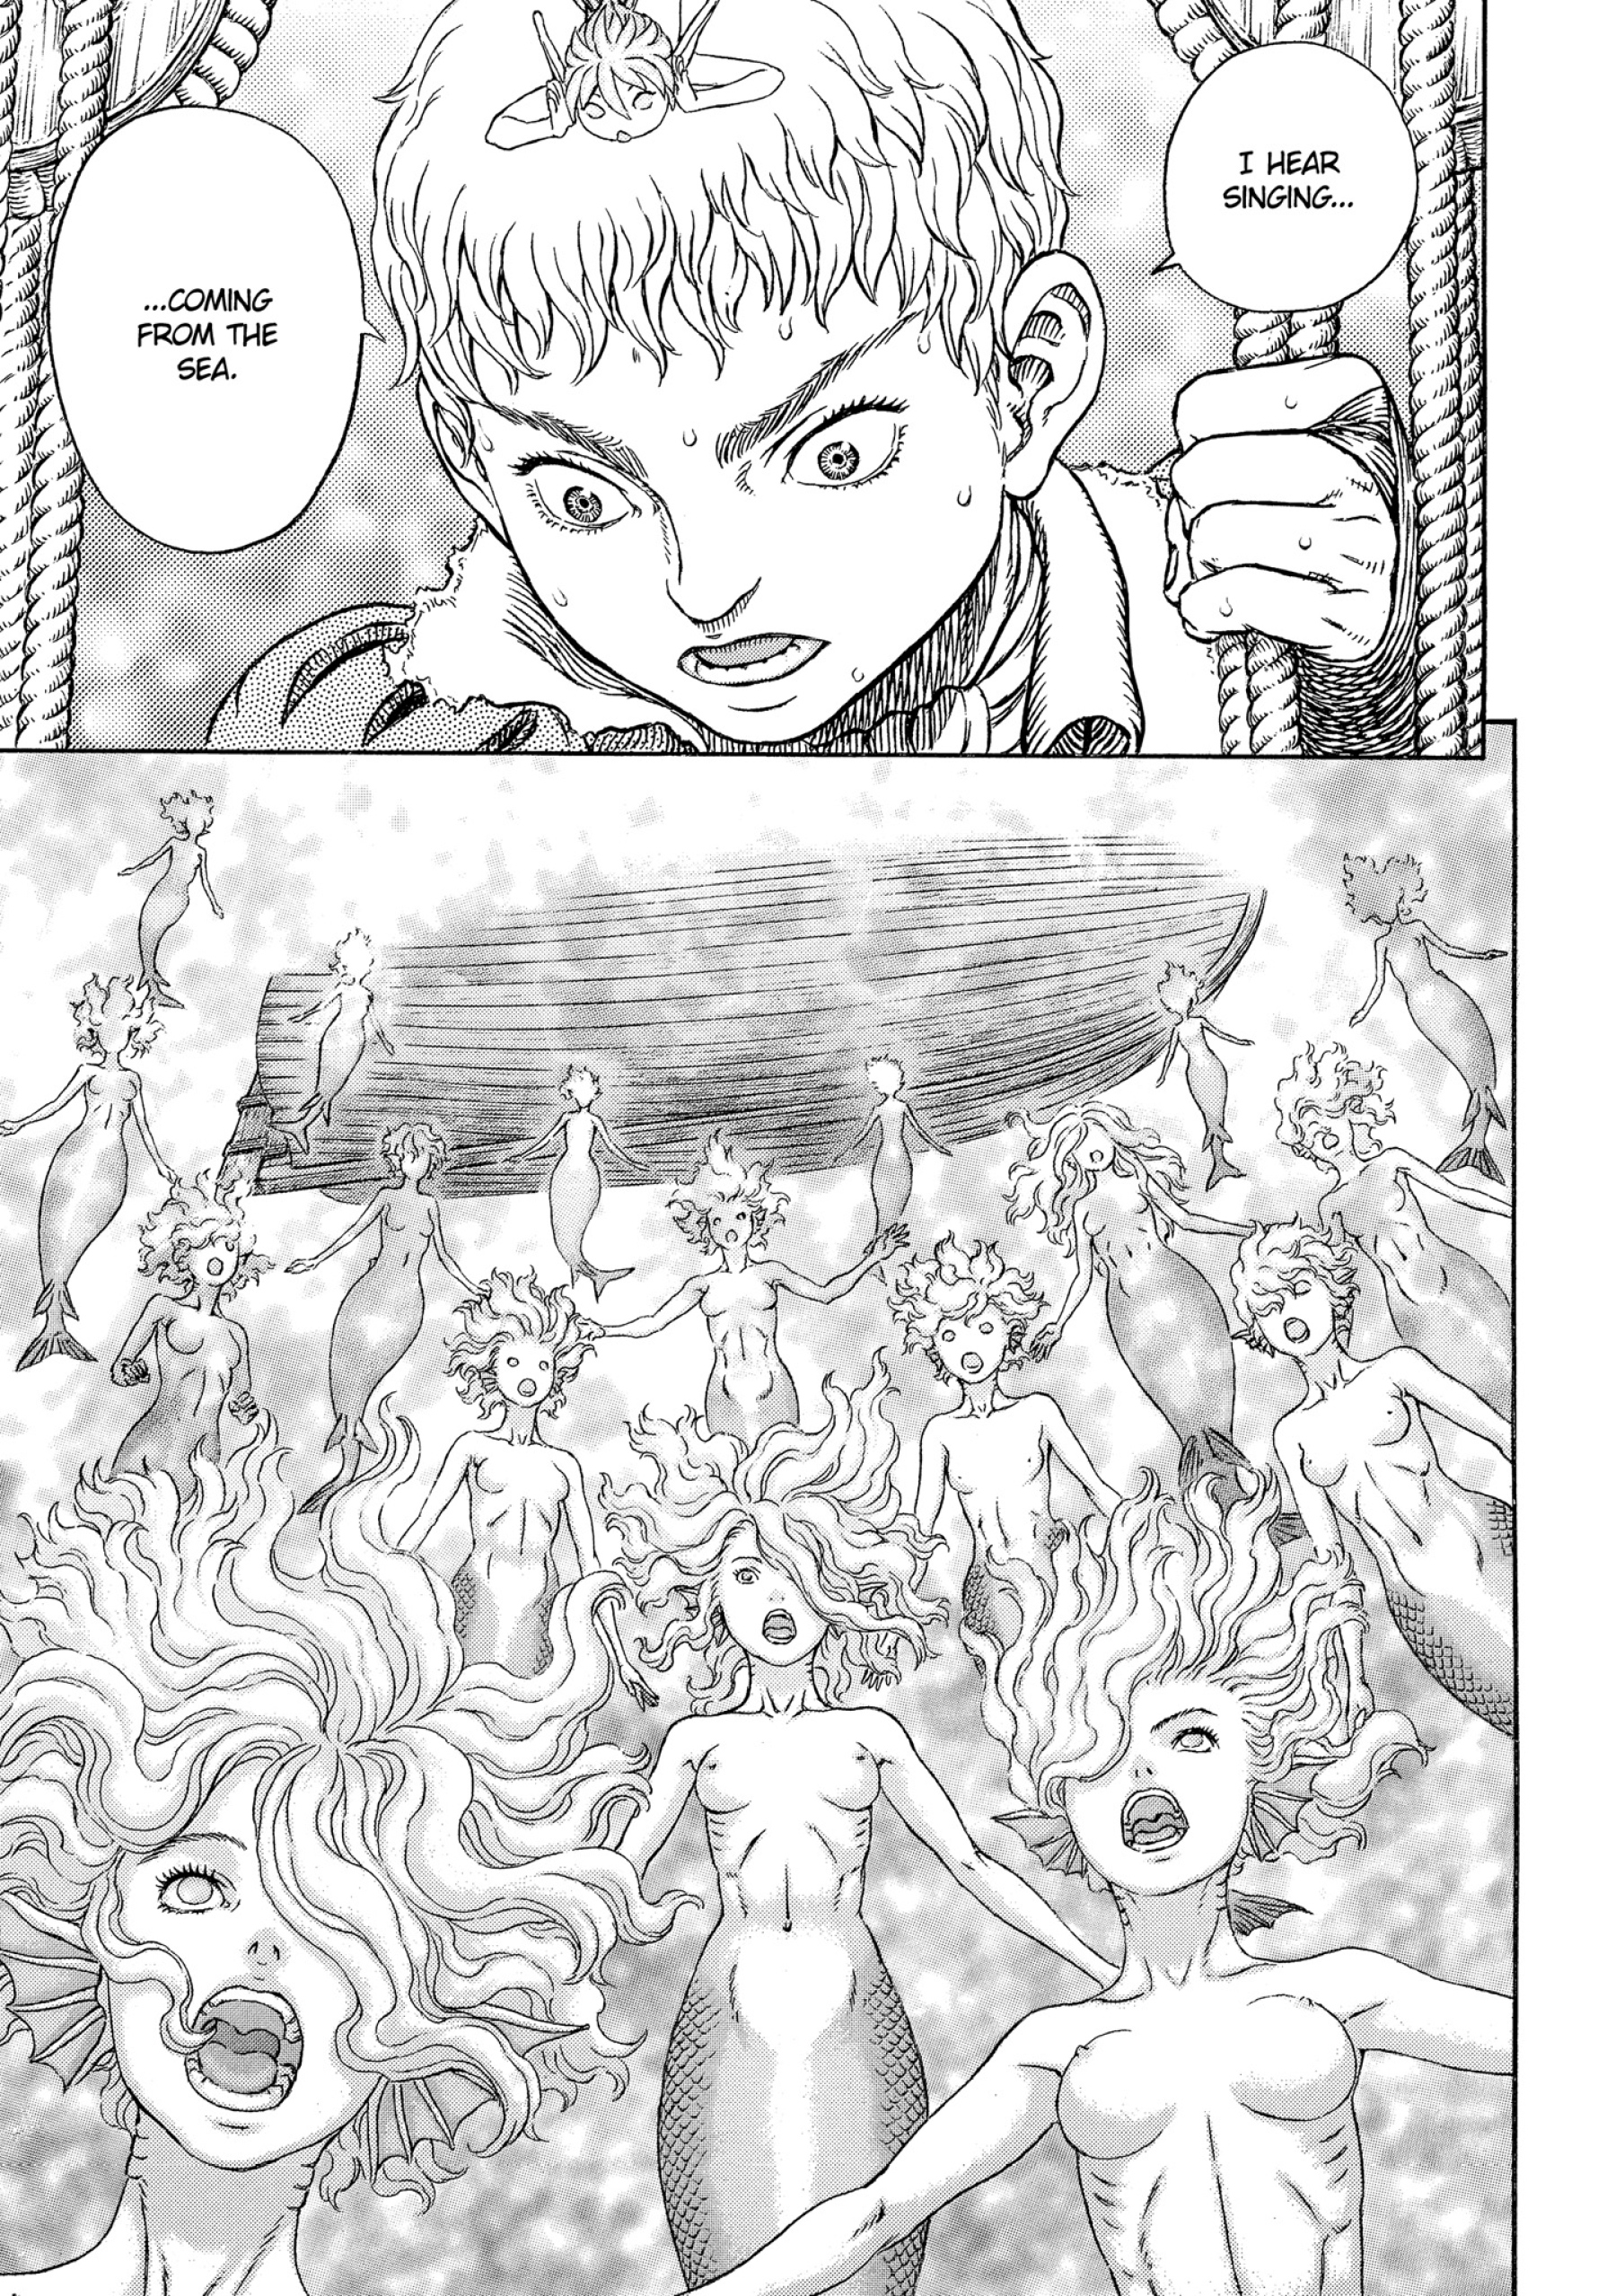 I HEAR
SINGING...
...COMING
FROM THE
SEA.